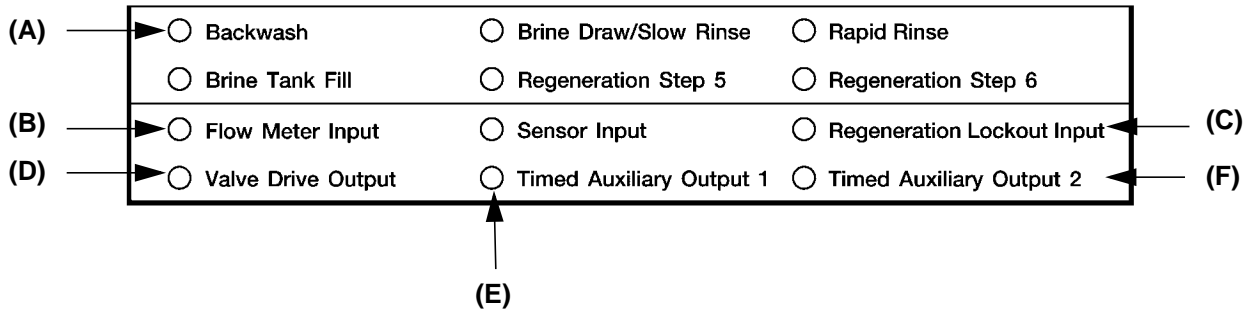 (A) Backwash Brine Draw/Slow Rinse Rapid Rinse
Brine Tank Fill Regeneration Step 5 Regeneration Step 6
(B) Flow Meter Input Sensor Input Regeneration Lockout Input (C)
(D) Valve Drive Output Timed Auxiliary Output 1 Timed Auxiliary Output 2 (F)
(E)